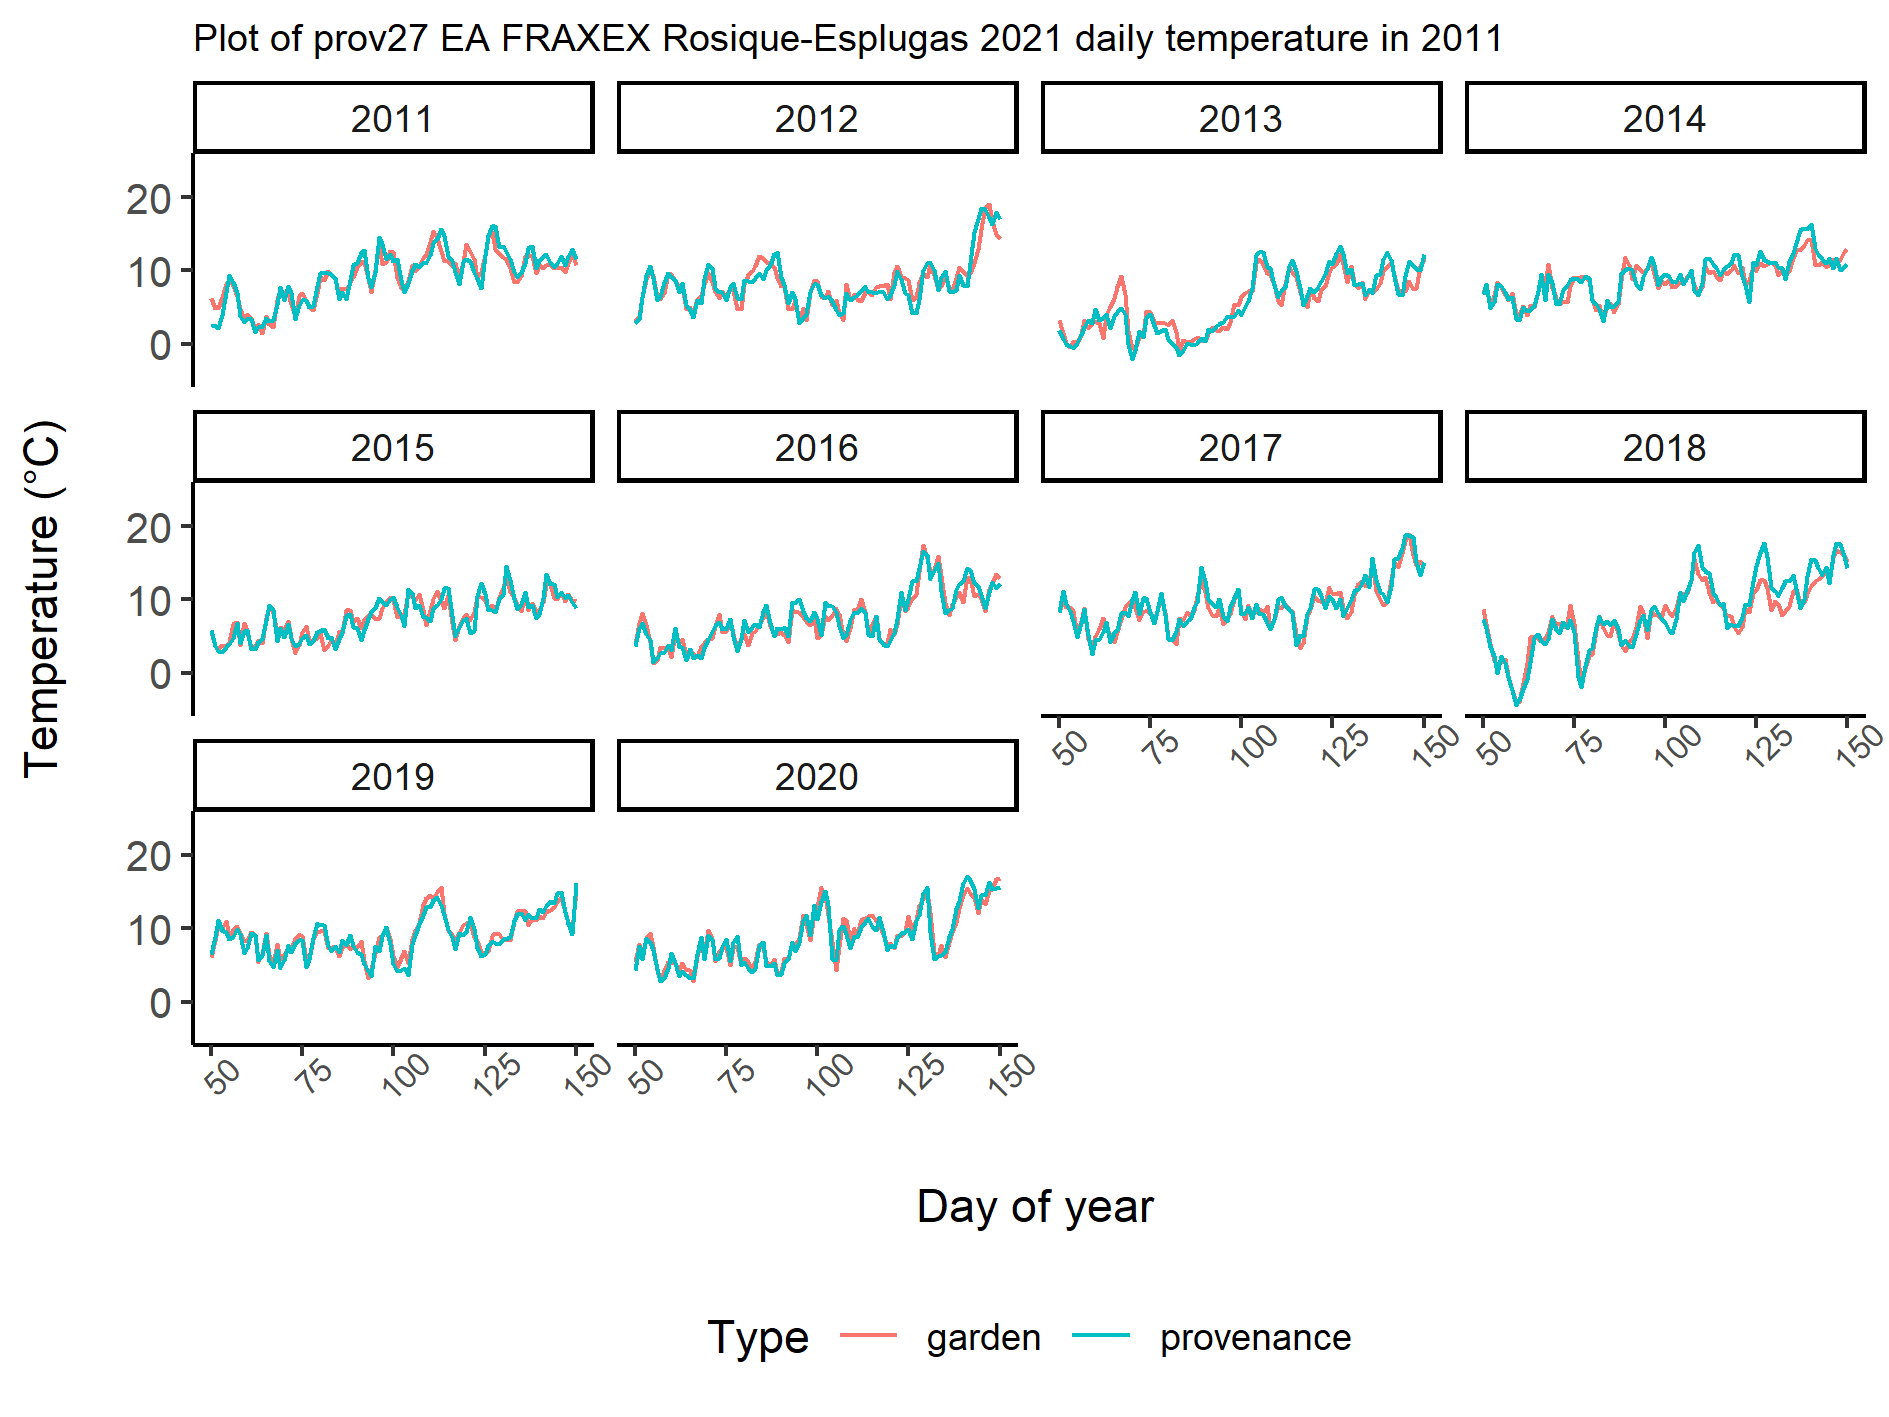 Plot of prov27 EA FRAXEX Rosique-Esplugas 2021 daily temperature in 2011
2011 2012 2013 2014
20
10
0
2015 2016 2017 2018
20
10
0
50 75 100 125 150 50 75 100 125 150
2019 2020
20
10
0
50 75 100 125 150 50 75 100 125 150
Temperature (°C)
Day of year
Type garden provenance